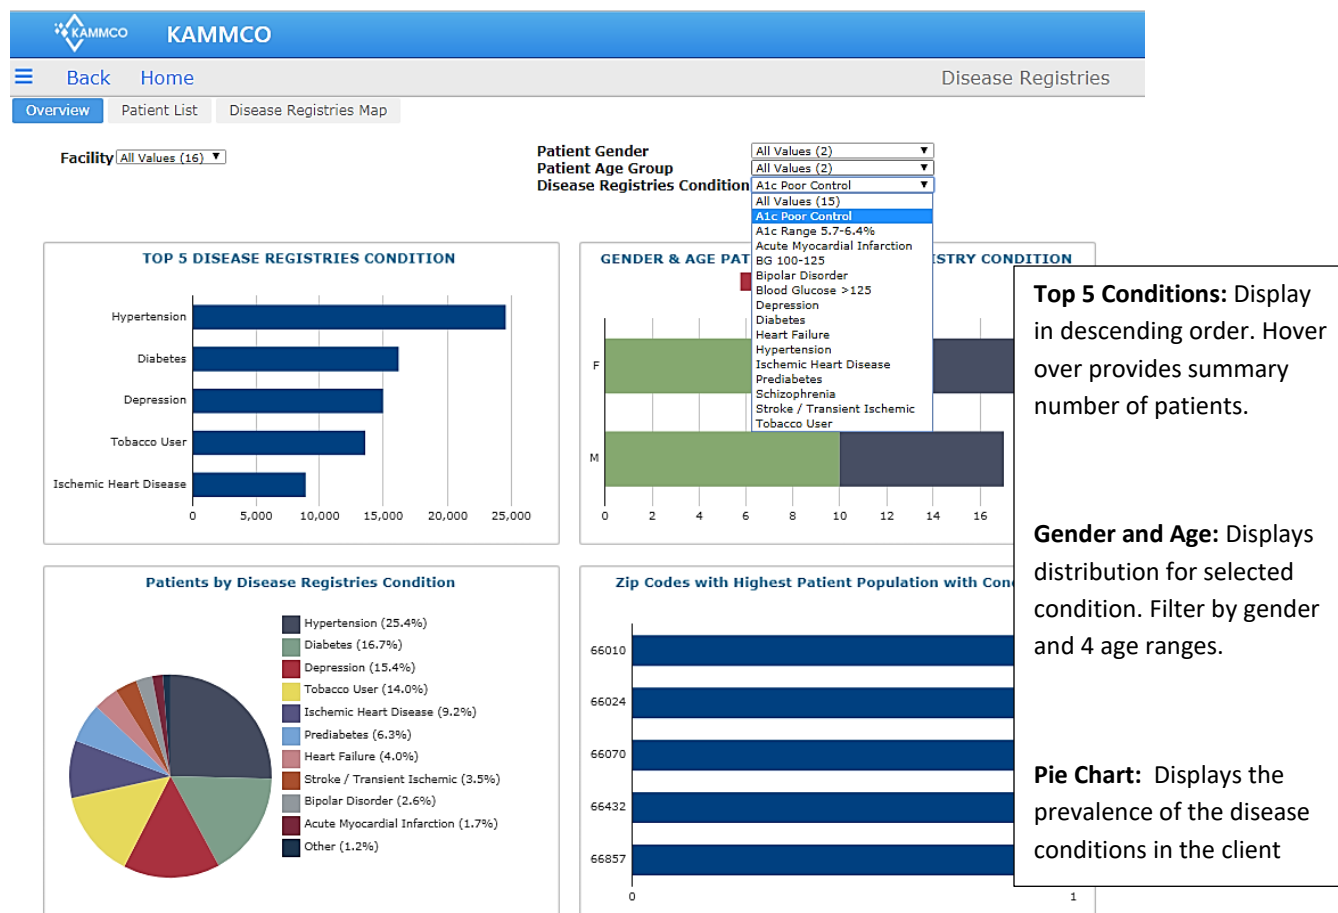 KAMMCO KAMMCO
Back Home Disease Registries
Overview Patient List Disease Registries Map
Facility All Values (16)
Patient Gender All Values (2)
Patient Age Group All Values (2)
Disease Registries Condition A1c Poor Control
All Values (15)
A1c Poor Control
A1c Range 5.7-6.4%
Acute Myocardial Infarction
BG 100-125
Bipolar Disorder
Blood Glucose >125
Depression
Diabetes
Heart Failure
Hypertension
Ischemic Heart Disease
Prediabetes
Schizophrenia
Stroke / Transient Ischemic
Tobacco User
TOP 5 DISEASE REGISTRIES CONDITION
Hypertension
Diabetes
Depression
Tobacco User
Ischemic Heart Disease
0 5,000 10,000 15,000 20,000 25,000
GENDER & AGE PAT STRY CONDITION
F
M
0 2 4 6 8 10 12 14 16
Patients by Disease Registries Condition
Hypertension (25.4%)
Diabetes (16.7%)
Depression (15.4%)
Tobacco User (14.0%)
Ischemic Heart Disease (9.2%)
Prediabetes (6.3%)
Heart Failure (4.0%)
Stroke / Transient Ischemic (3.5%)
Bipolar Disorder (2.6%)
Acute Myocardial Infarction (1.7%)
Other (1.2%)
Zip Codes with Highest Patient Population with Con
66010
66024
66070
66432
66857
0 1
Top 5 Conditions: Display
in descending order. Hover
over provides summary
number of patients.
Gender and Age: Displays
distribution for selected
condition. Filter by gender
and 4 age ranges.
Pie Chart: Displays the
prevalence of the disease
conditions in the client